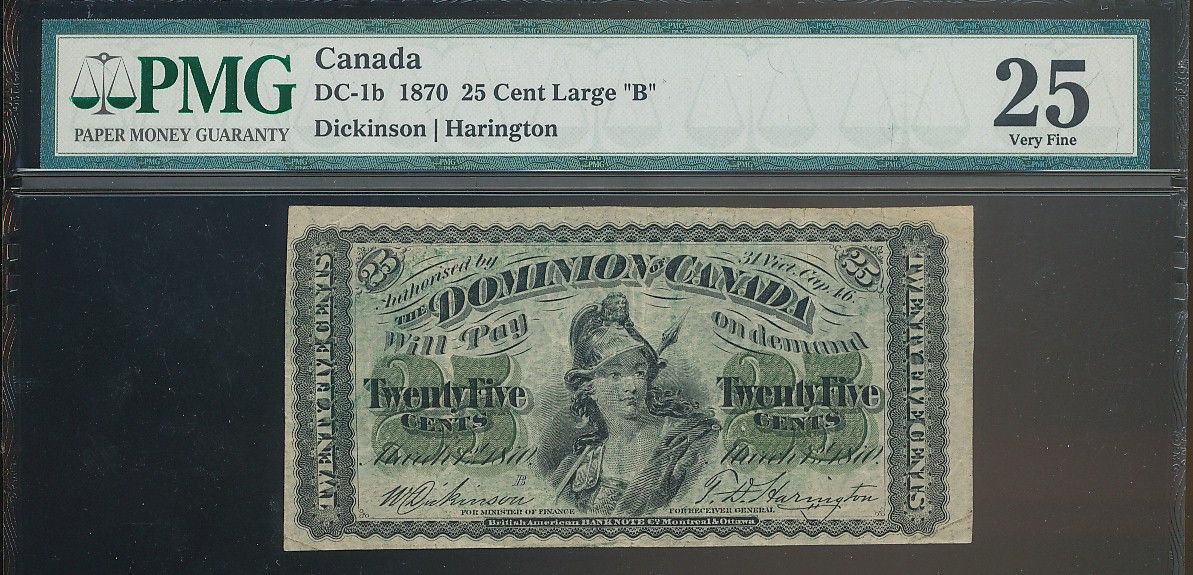 PMG
PAPER MONEY GUARANTY
Canada
DC-1b 1870 25 Cent Large "B"
Dickinson | Harington
25
Very Fine
25
Authorised by
31 Vict. Cap. 46.
25
THE DOMINION OF CANADA
Will Pay
on demand
25
Twenty Five
CENTS
March 1st 1870.
25
Twenty Five
CENTS
March 1st 1870.
TWENTY FIVE CENTS
TWENTY FIVE CENTS
B
W Dickinson
FOR MINISTER OF FINANCE
T. D. Harington
FOR RECEIVER GENERAL
British American BANK NOTE Co. Montreal & Ottawa